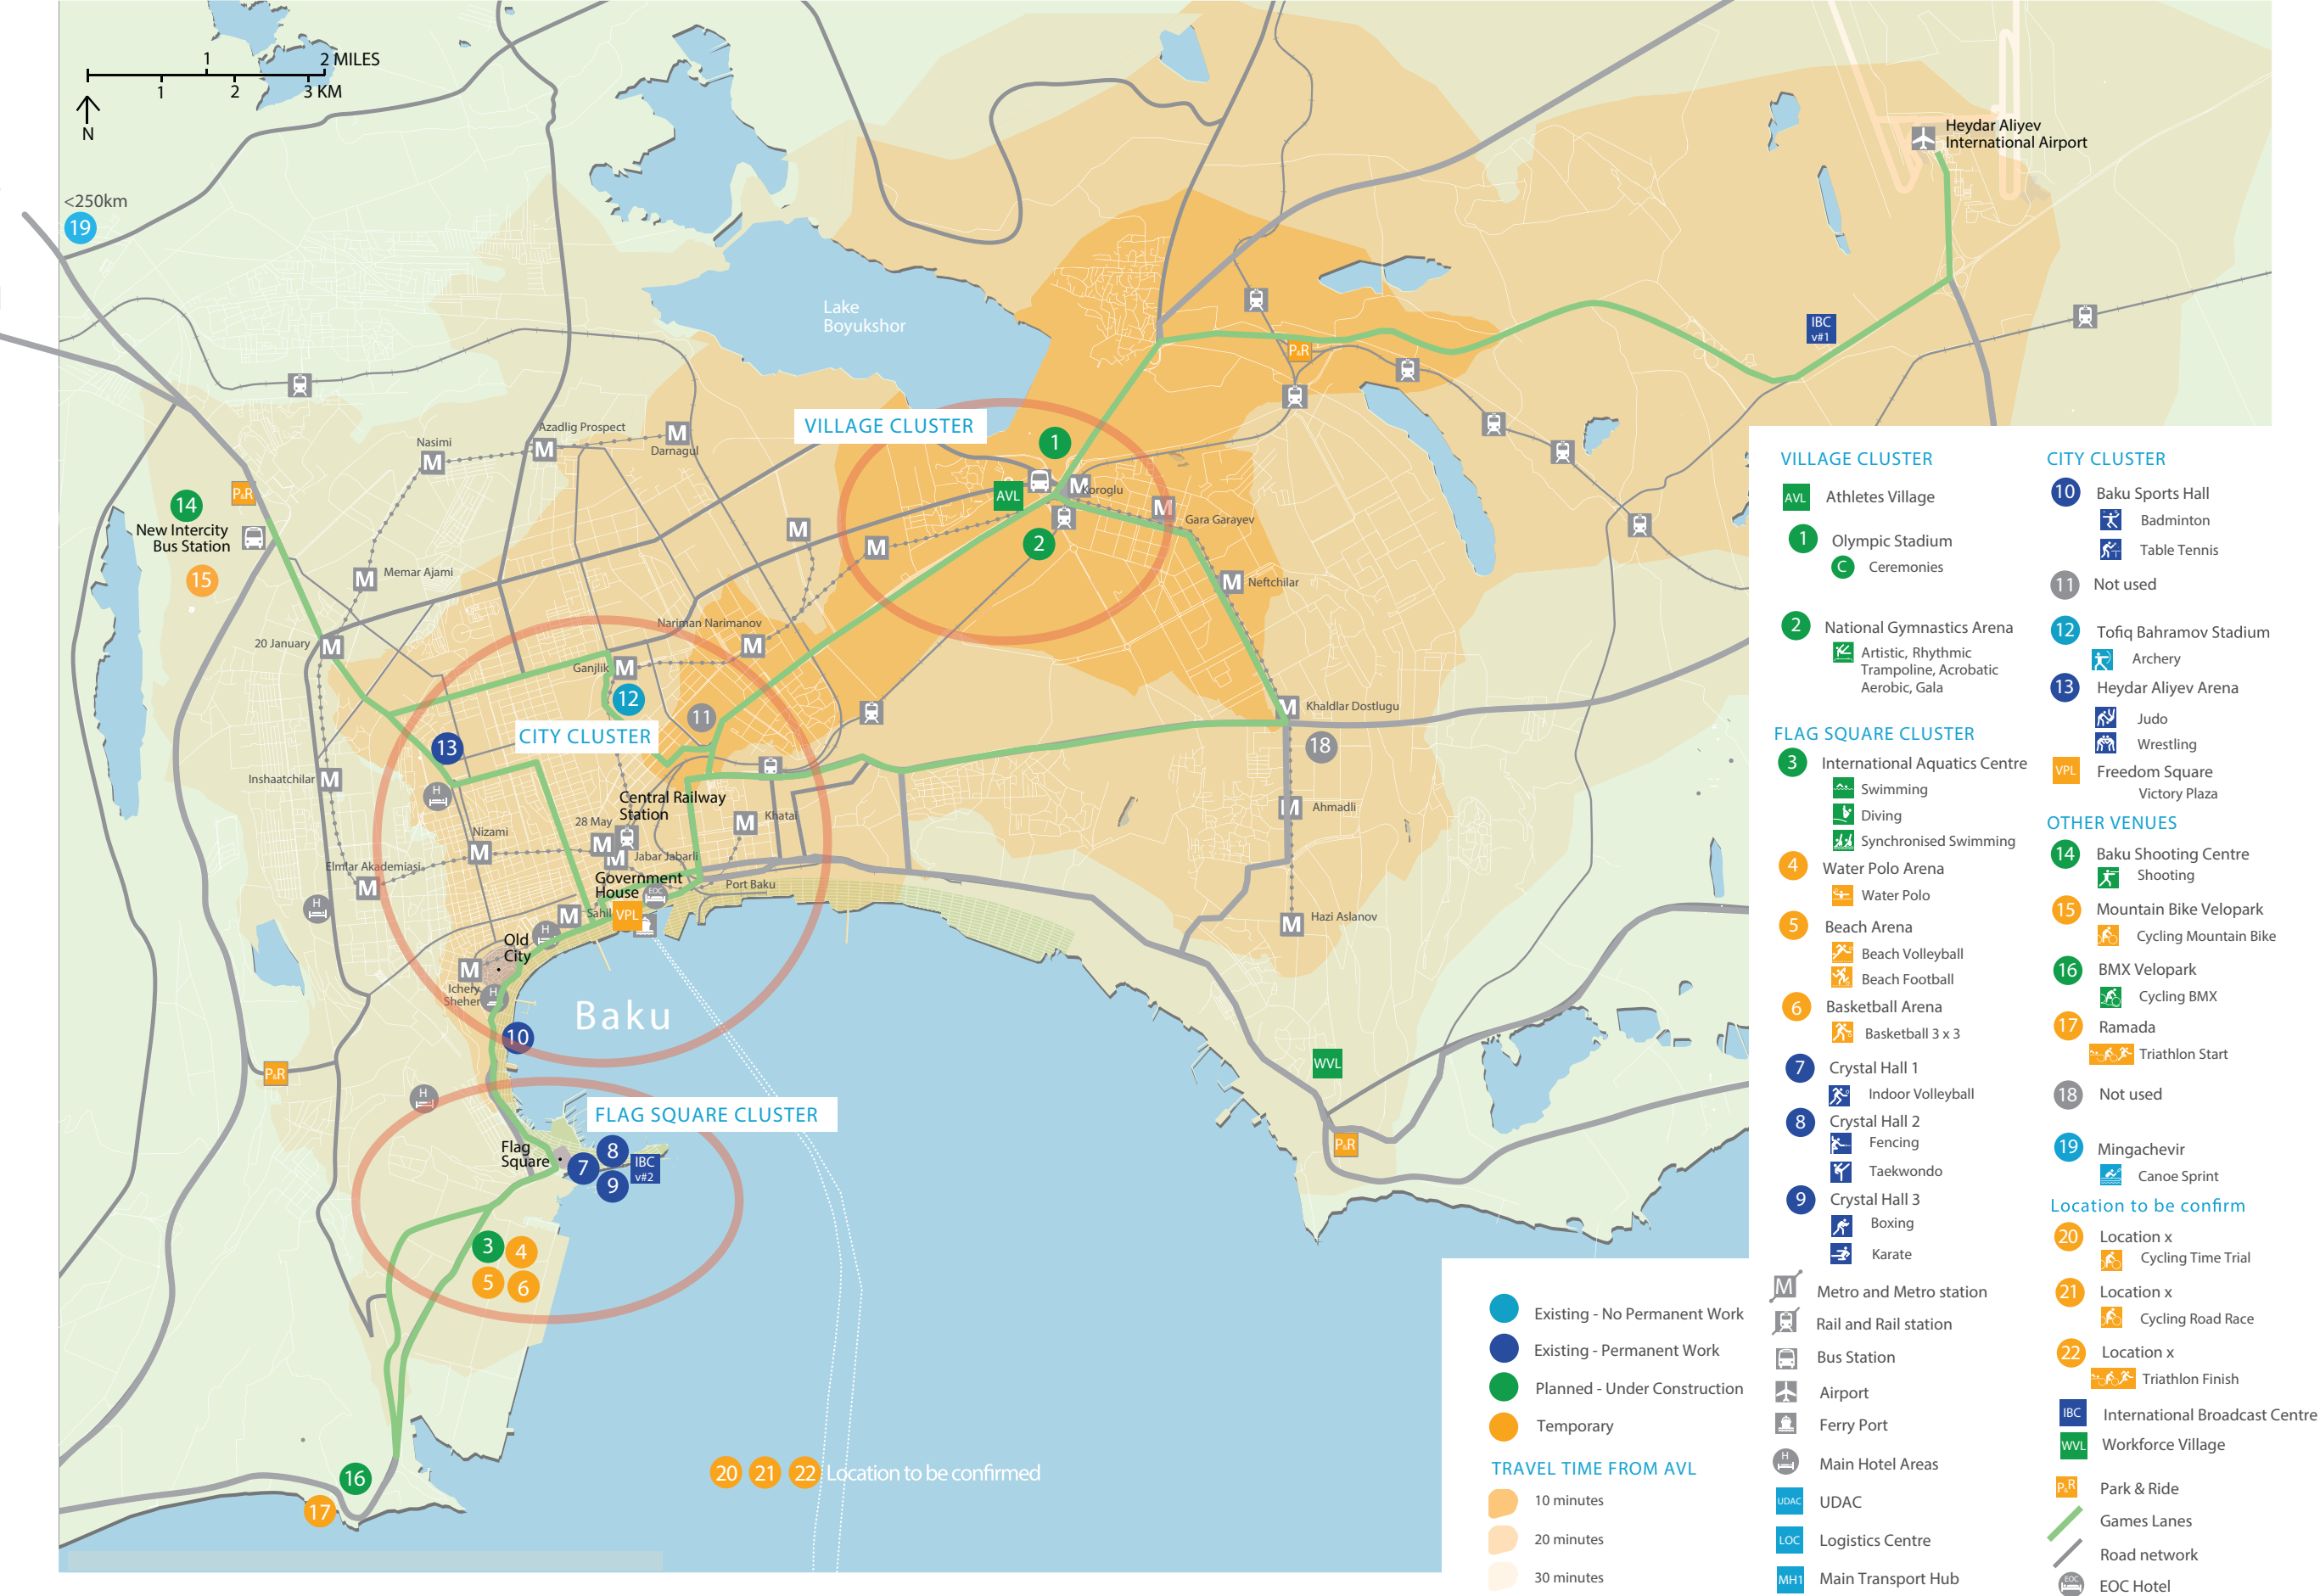 1
2 MILES
1
2
3 KM
N
<250km
19
Heydar Aliyev
International Airport
Lake
Boyukshor
IBC
v#1
P&R
VILLAGE CLUSTER
1
AVL
M
Koroglu
2
M
Gara Garayev
M
Neftchilar
M
M
Nasimi
M
Azadlig Prospect
M
Darnagul
M
14
P&R
New Intercity
Bus Station
15
Memar Ajami
M
20 January
M
Nariman Narimanov
M
Ganjlik
M
12
11
CITY CLUSTER
13
M
Khaldlar Dostlugu
18
Inshaatchilar
M
H
Central Railway
Station
28 May
M
M
Jabar Jabarli
M
Khatai
Nizami
M
Elmlar Akademiasi
M
M
Ahmadli
Government
House
EOC
Port Baku
H
M
Sahil
VPL
H
Old
City
M
Ichery
Sheher
H
M
Hazi Aslanov
Baku
10
P&R
H
WVL
P&R
FLAG SQUARE CLUSTER
Flag
Square
7
8
9
IBC
v#2
3
4
5
6
16
17
20
21
22
Location to be confirmed
VILLAGE CLUSTER
AVL
Athletes Village
1
Olympic Stadium
C
Ceremonies
2
National Gymnastics Arena
Artistic, Rhythmic
Trampoline, Acrobatic
Aerobic, Gala
FLAG SQUARE CLUSTER
3
International Aquatics Centre
Swimming
Diving
Synchronised Swimming
4
Water Polo Arena
Water Polo
5
Beach Arena
Beach Volleyball
Beach Football
6
Basketball Arena
Basketball 3 x 3
7
Crystal Hall 1
Indoor Volleyball
8
Crystal Hall 2
Fencing
Taekwondo
9
Crystal Hall 3
Boxing
Karate
M
Metro and Metro station
Rail and Rail station
Bus Station
Airport
Ferry Port
H
Main Hotel Areas
UDAC
UDAC
LOC
Logistics Centre
MH1
Main Transport Hub
CITY CLUSTER
10
Baku Sports Hall
Badminton
Table Tennis
11
Not used
12
Tofiq Bahramov Stadium
Archery
13
Heydar Aliyev Arena
Judo
Wrestling
VPL
Freedom Square
Victory Plaza
OTHER VENUES
14
Baku Shooting Centre
Shooting
15
Mountain Bike Velopark
Cycling Mountain Bike
16
BMX Velopark
Cycling BMX
17
Ramada
Triathlon Start
18
Not used
19
Mingachevir
Canoe Sprint
Location to be confirm
20
Location x
Cycling Time Trial
21
Location x
Cycling Road Race
22
Location x
Triathlon Finish
IBC
International Broadcast Centre
WVL
Workforce Village
P&R
Park & Ride
Games Lanes
Road network
EOC
EOC Hotel
Existing - No Permanent Work
Existing - Permanent Work
Planned - Under Construction
Temporary
TRAVEL TIME FROM AVL
10 minutes
20 minutes
30 minutes